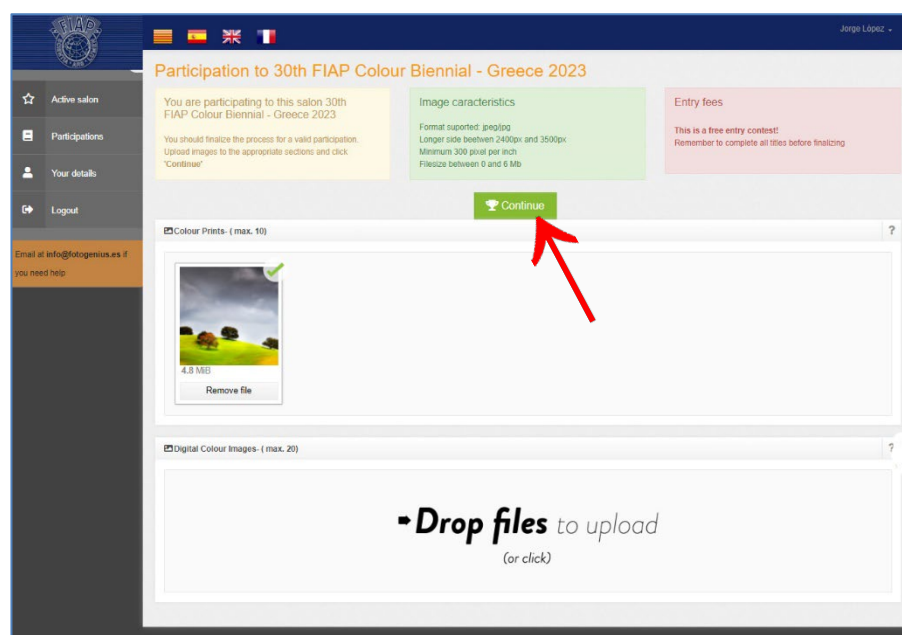 FIAP
Jorge López
Participation to 30th FIAP Colour Biennial - Greece 2023
Active salon
Participations
Your details
Logout
Email at info@fotogenius.es if
you need help
You are participating to this salon 30th
FIAP Colour Biennial - Greece 2023
You should finalize the process for a valid participation.
Upload images to the appropriate sections and click
"Continue"
Image caracteristics
Format suported: jpeg/jpg
Longer side beetwen 2400px and 3500px
Minimum 300 pixel per inch
Filesize between 0 and 6 Mb
Entry fees
This is a free entry contest!
Remember to complete all titles before finalizing
Continue
Colour Prints- ( max. 10)
?
4.8 MiB
Remove file
Digital Colour Images- ( max. 20)
?
Drop files to upload
(or click)